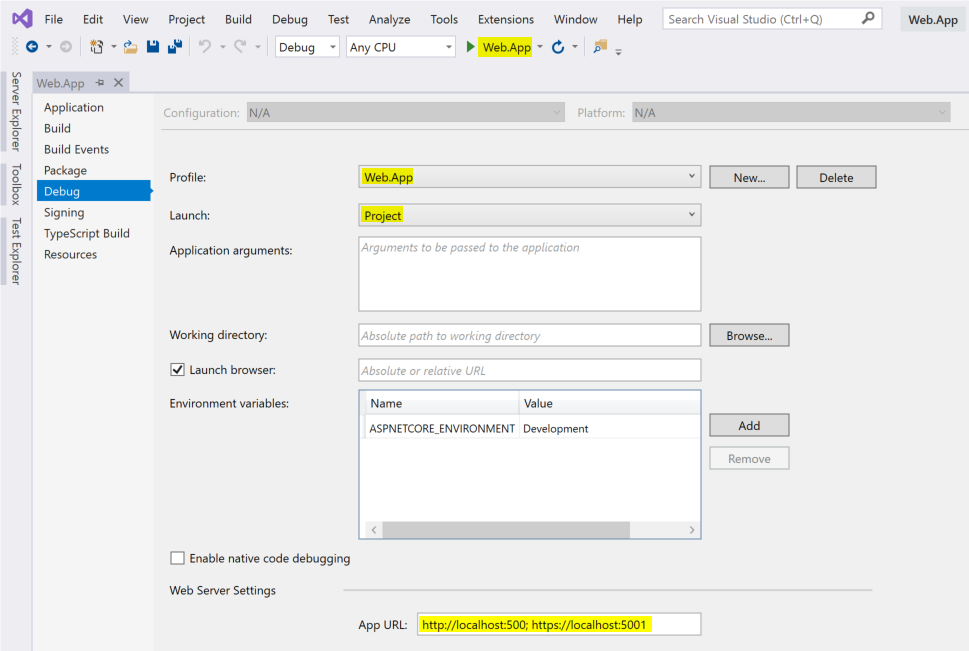 File Edit View Project Build Debug Test Analyze Tools Extensions Window Help Search Visual Studio (Ctrl+Q) Web.App
Debug Any CPU Web.App
Server Explorer
Toolbox
Test Explorer
Web.App
Application
Build
Build Events
Package
Debug
Signing
TypeScript Build
Resources
Configuration: N/A Platform: N/A
Profile: Web.App New... Delete
Launch: Project
Application arguments: Arguments to be passed to the application
Working directory: Absolute path to working directory Browse...
Launch browser: Absolute or relative URL
Environment variables: Name Value
ASPNETCORE_ENVIRONMENT Development Add
Remove
Enable native code debugging
Web Server Settings
App URL: http://localhost:500; https://localhost:5001